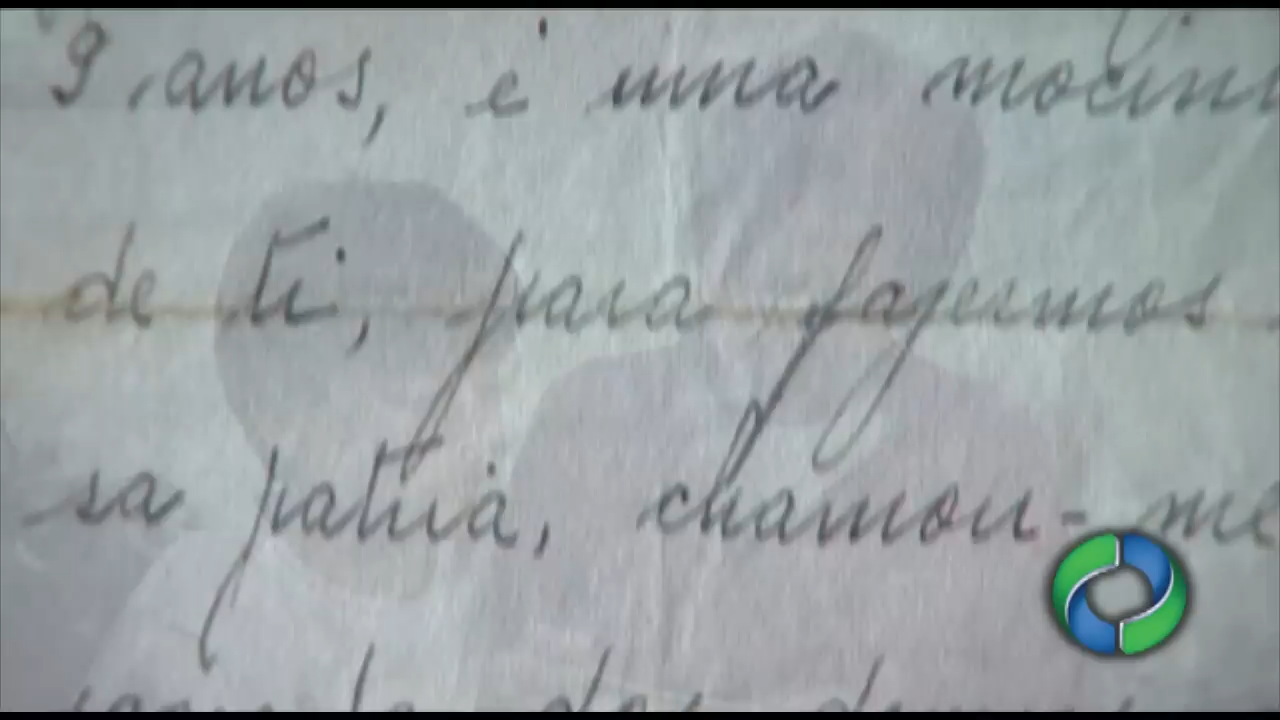 9 anos, e uma mocin
de ti, para fazermos
sa patria, chamou-me